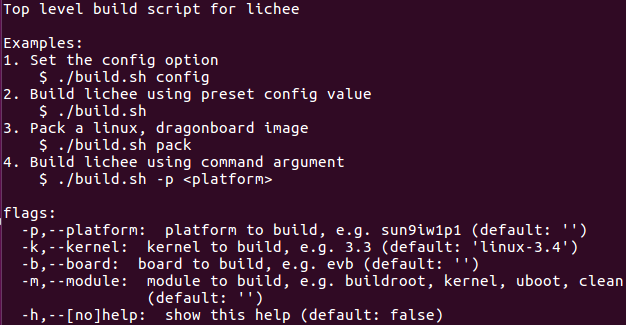 Top level build script for lichee
Examples:
1. Set the config option
$ ./build.sh config
2. Build lichee using preset config value
$ ./build.sh
3. Pack a linux, dragonboard image
$ ./build.sh pack
4. Build lichee using command argument
$ ./build.sh -p <platform>
flags:
-p,--platform:  platform to build, e.g. sun9iw1p1 (default: '')
-k,--kernel:  kernel to build, e.g. 3.3 (default: 'linux-3.4')
-b,--board:  board to build, e.g. evb (default: '')
-m,--module:  module to build, e.g. buildroot, kernel, uboot, clean
(default: '')
-h,--[no]help:  show this help (default: false)